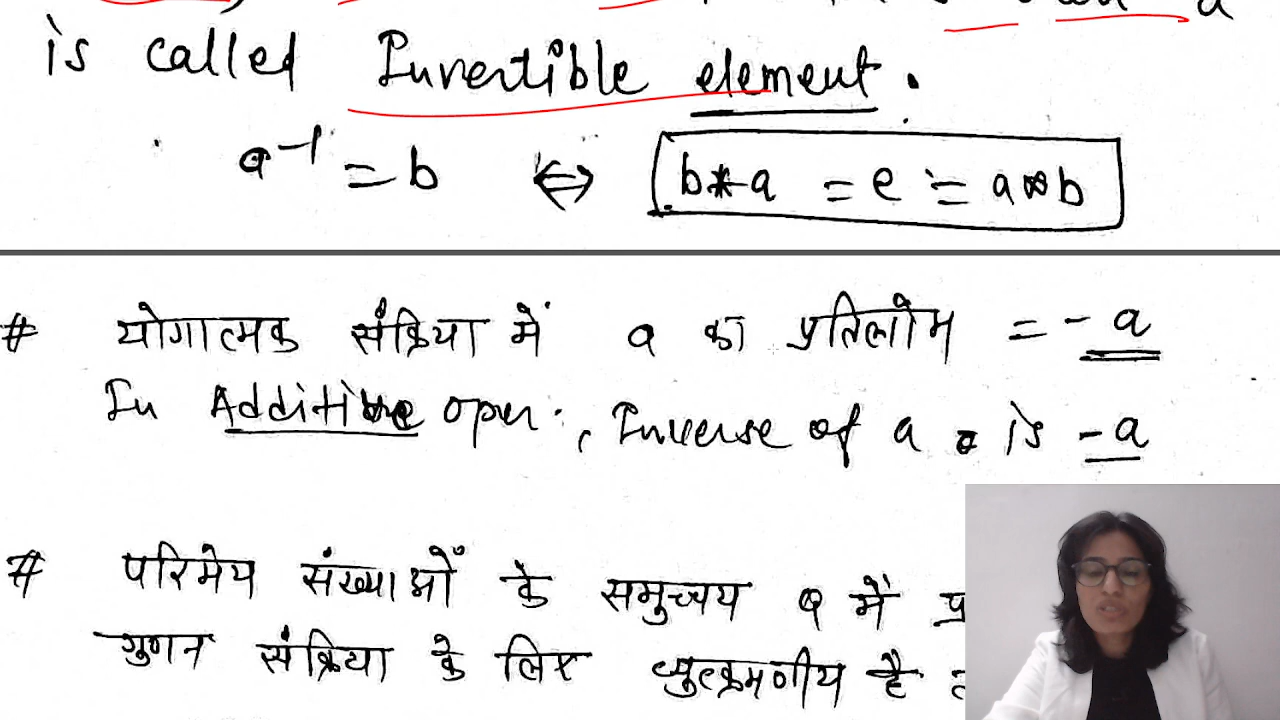 a
is called Invertible element.
a⁻¹ = b ⇔ b*a = e = a*b
# योगात्मक संक्रिया में a का प्रतिलोम = -a
In Additive oper., Inverse of a is -a
# परिमेय संख्याओं के समुच्चय Q में
गुणन संक्रिया के लिए व्युत्क्रमणीय है